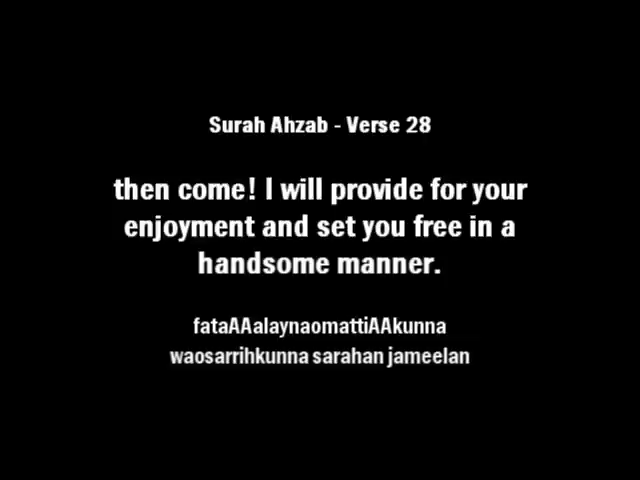 Surah Ahzab - Verse 28
then come! I will provide for your
enjoyment and set you free in a
handsome manner.
fataAAalaynaomattiAAkunna
waosarrihkunna sarahan jameelan